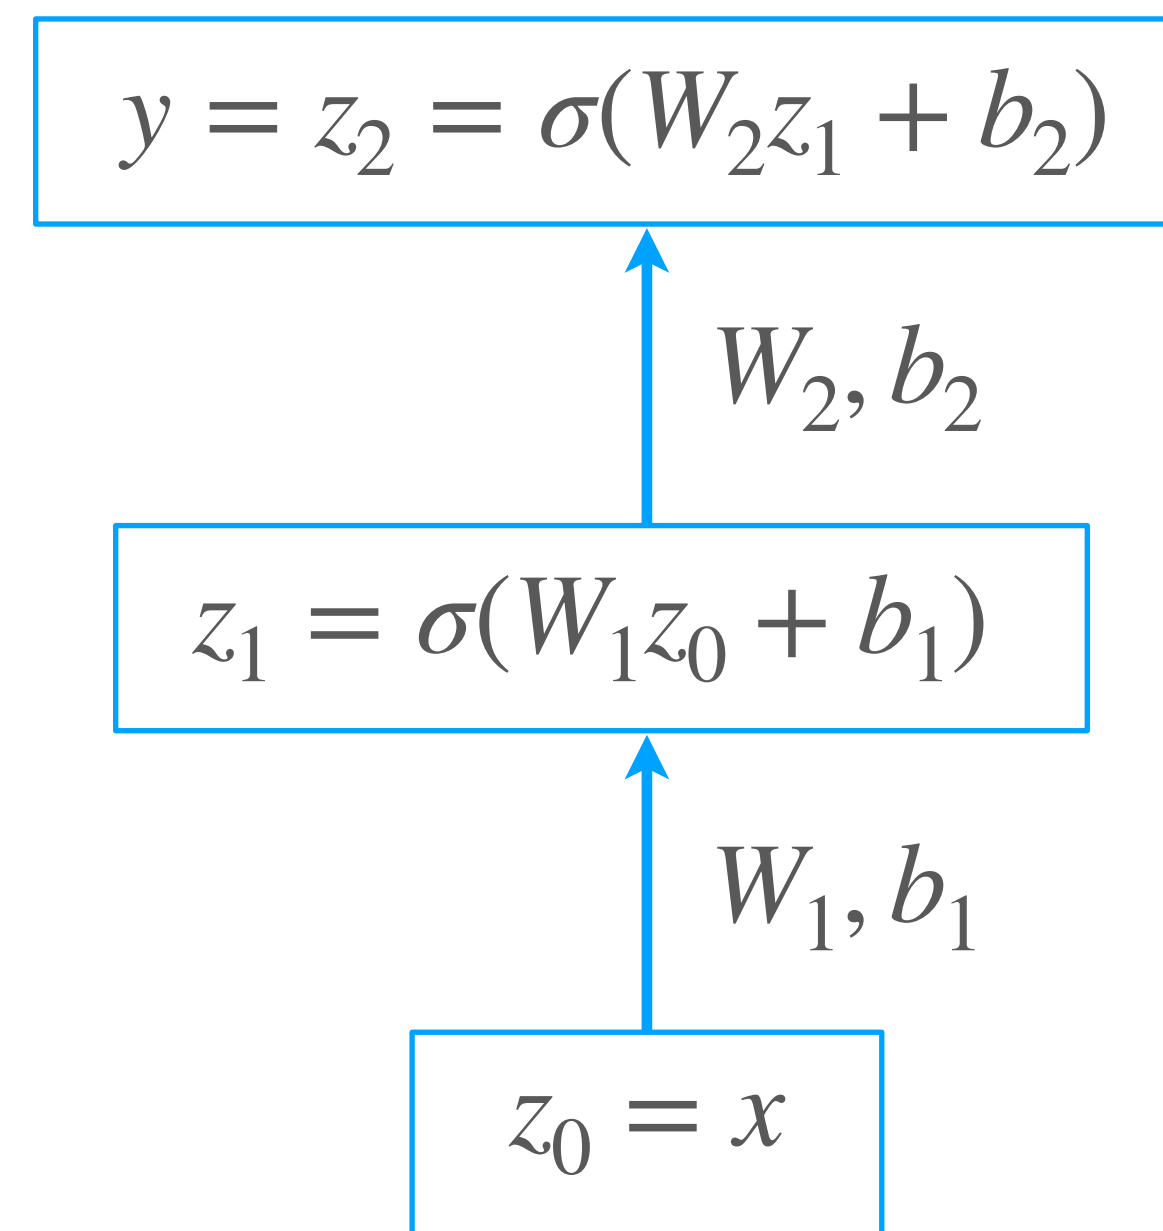 y = z₂ = σ(W₂z₁ + b₂)
W₂, b₂
z₁ = σ(W₁z₀ + b₁)
W₁, b₁
z₀ = x